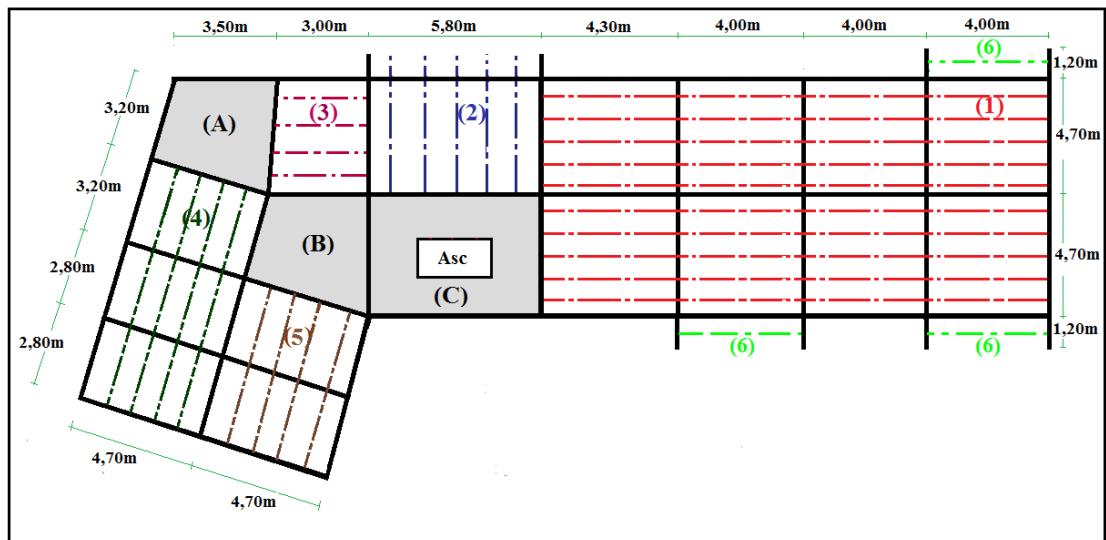 3,50m 3,00m 5,80m 4,30m 4,00m 4,00m 4,00m
(6)
1,20m
3,20m
(A)
(3)
(2)
(1)
4,70m
3,20m
(4)
(B)
Asc
(C)
4,70m
2,80m
(5)
(6)
(6)
1,20m
2,80m
4,70m
4,70m